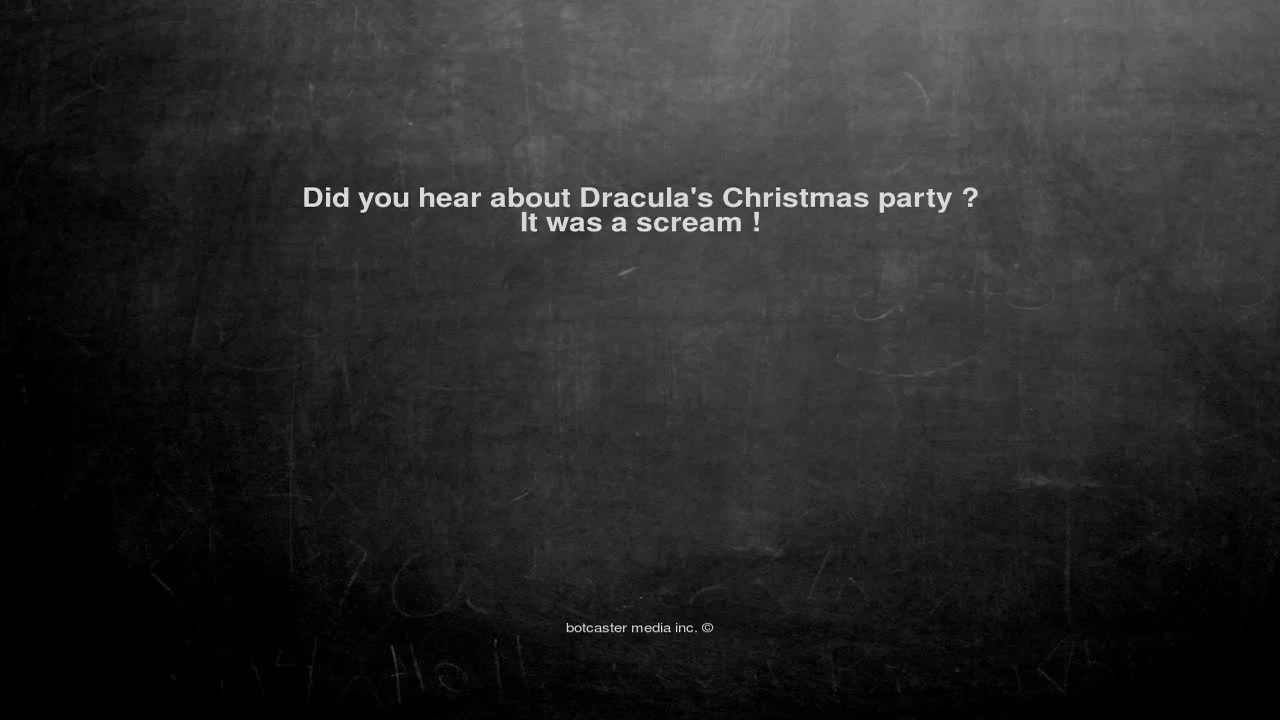 Did you hear about Dracula's Christmas party ?
It was a scream !
botcaster media inc. ©